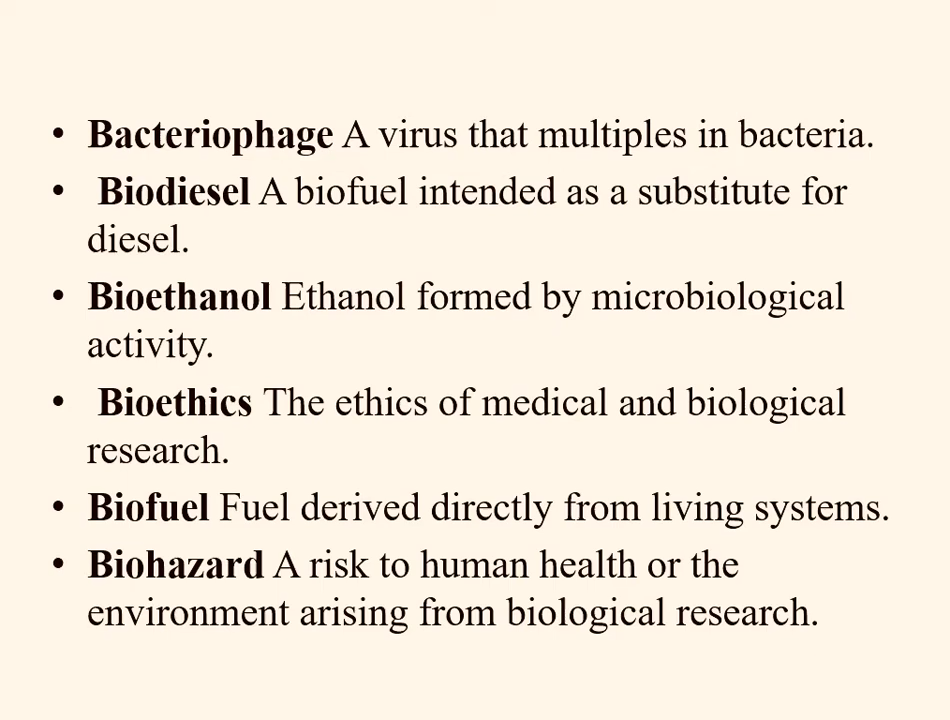 • Bacteriophage A virus that multiples in bacteria.
• Biodiesel A biofuel intended as a substitute for
diesel.
• Bioethanol Ethanol formed by microbiological
activity.
• Bioethics The ethics of medical and biological
research.
• Biofuel Fuel derived directly from living systems.
• Biohazard A risk to human health or the
environment arising from biological research.